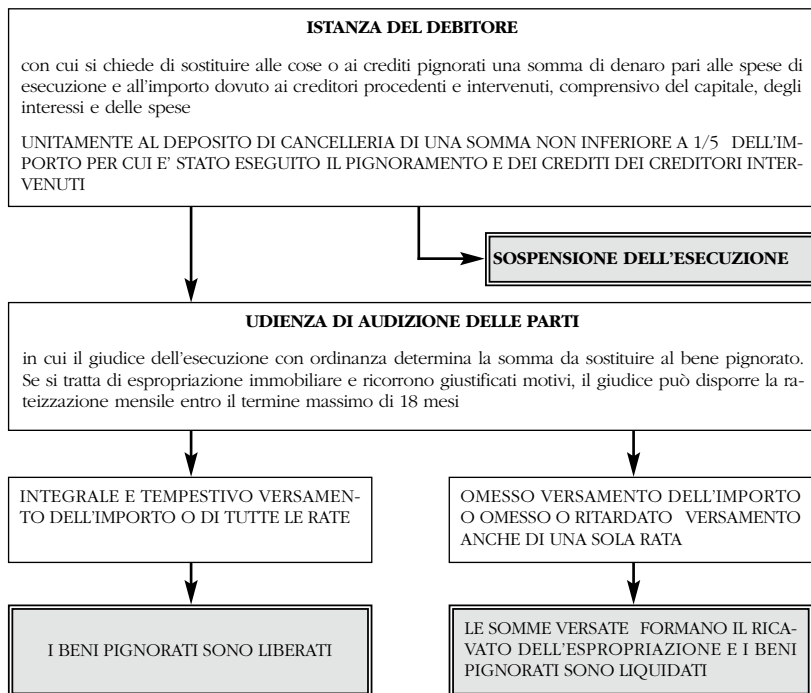 ISTANZA DEL DEBITORE
con cui si chiede di sostituire alle cose o ai crediti pignorati una somma di denaro pari alle spese di
esecuzione e all'importo dovuto ai creditori procedenti e intervenuti, comprensivo del capitale, degli
interessi e delle spese
UNITAMENTE AL DEPOSITO DI CANCELLERIA DI UNA SOMMA NON INFERIORE A 1/5 DELL'IM-
PORTO PER CUI E' STATO ESEGUITO IL PIGNORAMENTO E DEI CREDITI DEI CREDITORI INTER-
VENUTI
SOSPENSIONE DELL'ESECUZIONE
UDIENZA DI AUDIZIONE DELLE PARTI
in cui il giudice dell'esecuzione con ordinanza determina la somma da sostituire al bene pignorato.
Se si tratta di espropriazione immobiliare e ricorrono giustificati motivi, il giudice può disporre la ra-
teizzazione mensile entro il termine massimo di 18 mesi
INTEGRALE E TEMPESTIVO VERSAMEN-
TO DELL'IMPORTO O DI TUTTE LE RATE
OMESSO VERSAMENTO DELL'IMPORTO
O OMESSO O RITARDATO VERSAMENTO
ANCHE DI UNA SOLA RATA
I BENI PIGNORATI SONO LIBERATI
LE SOMME VERSATE FORMANO IL RICA-
VATO DELL'ESPROPRIAZIONE E I BENI
PIGNORATI SONO LIQUIDATI